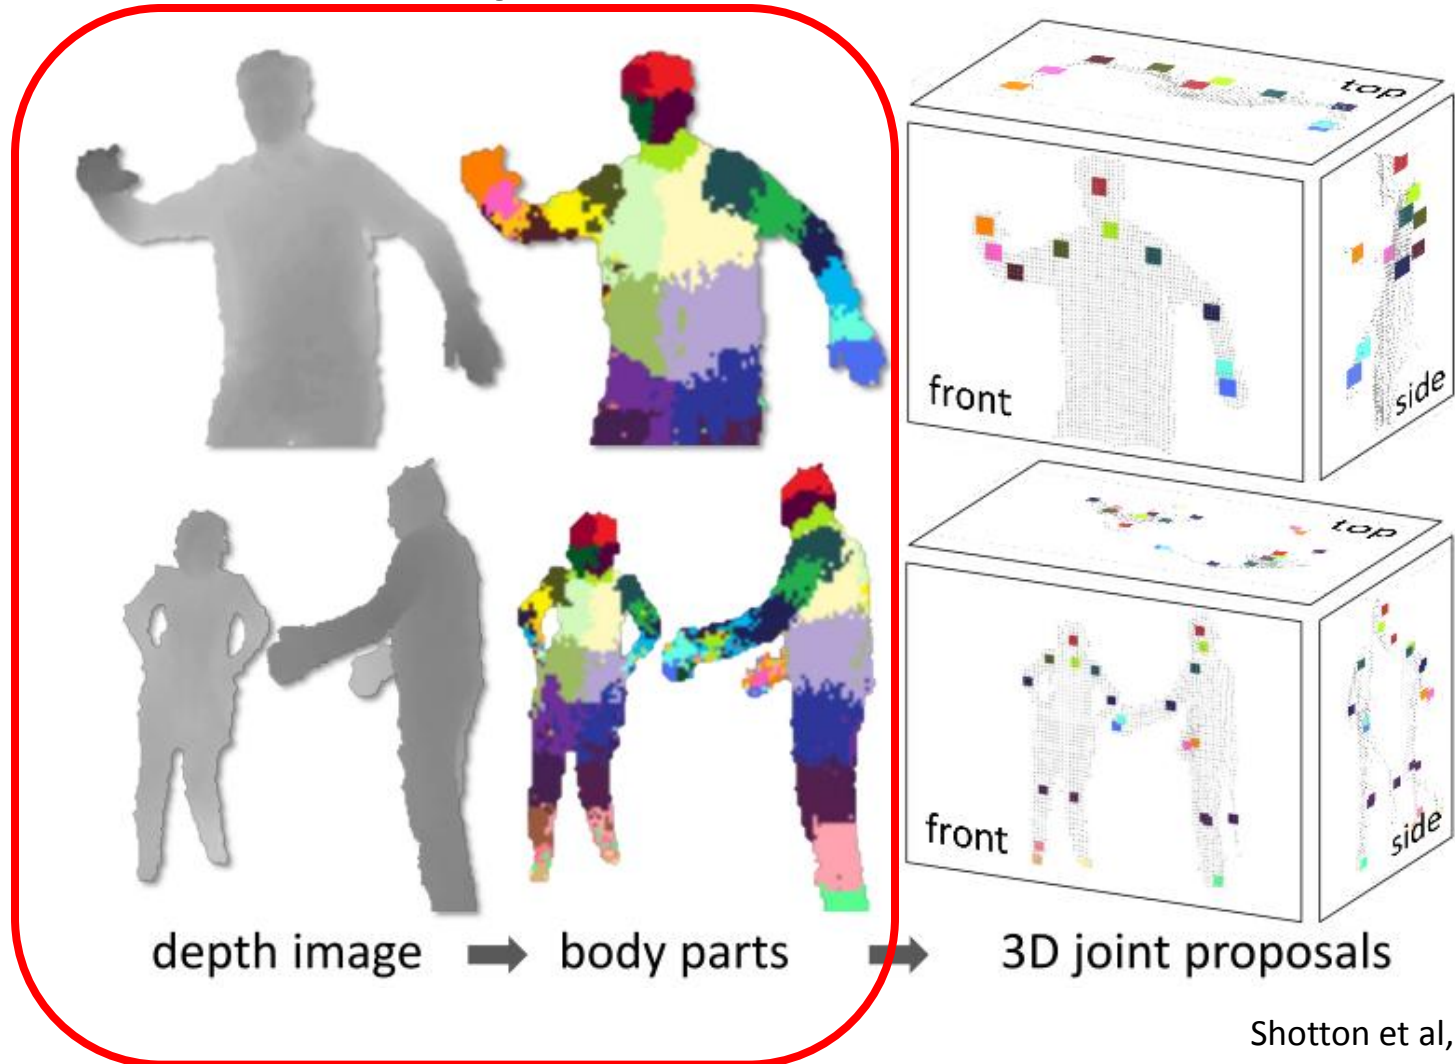 top
front
side
top
front
side
depth image
body parts
3D joint proposals
Shotton et al,